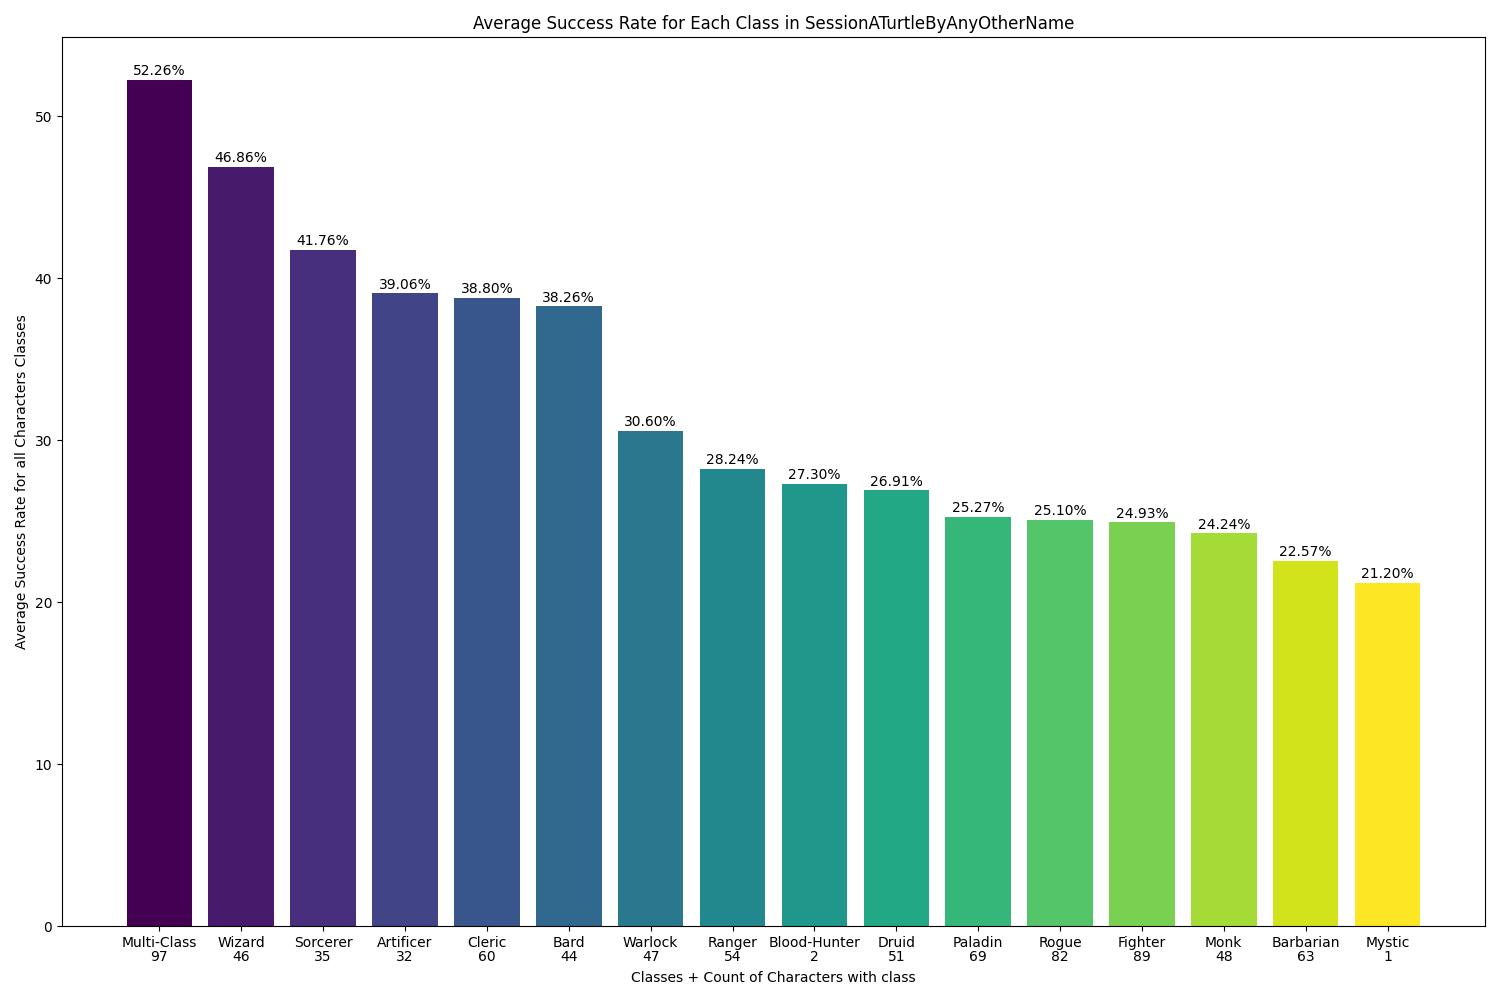 Average Success Rate for Each Class in SessionATurtleByAnyOtherName
Average Success Rate for all Characters Classes
50
40
30
20
10
0
52.26%
46.86%
41.76%
39.06%
38.80%
38.26%
30.60%
28.24%
27.30%
26.91%
25.27%
25.10%
24.93%
24.24%
22.57%
21.20%
Multi-Class
97
Wizard
46
Sorcerer
35
Artificer
32
Cleric
60
Bard
44
Warlock
47
Ranger
54
Blood-Hunter
2
Druid
51
Paladin
69
Rogue
82
Fighter
89
Monk
48
Barbarian
63
Mystic
1
Classes + Count of Characters with class